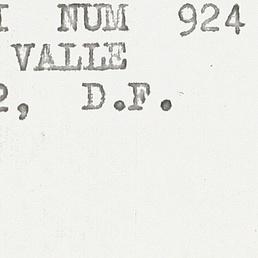 I NUM 924
VALLE
2, D.F.